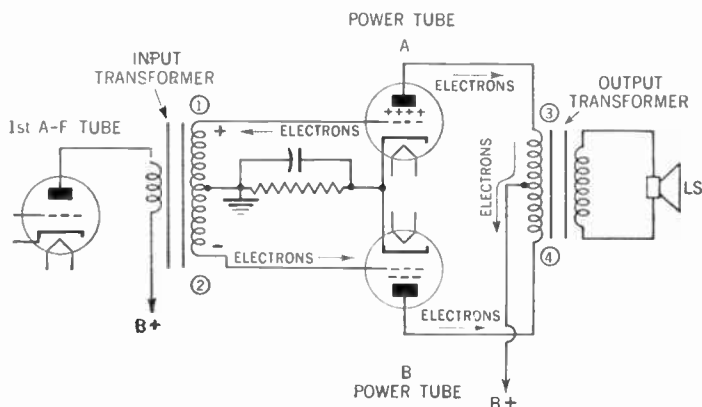 POWER TUBE
A
INPUT
TRANSFORMER
ELECTRONS
OUTPUT
TRANSFORMER
1st A-F TUBE
①
③
+
ELECTRONS
++++
ELECTRONS
LS
-
ELECTRONS
④
②
B+
ELECTRONS
B
POWER TUBE
B+